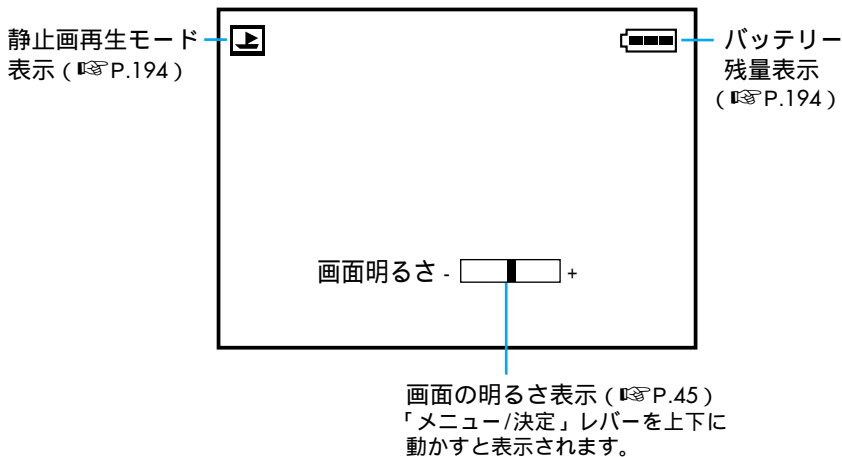 静止画再生モード
表示(☞P.194)
バッテリー
残量表示
(☞P.194)
画面明るさ - +
画面の明るさ表示(☞P.45)
「メニュー/決定」レバーを上下に
動かすと表示されます。